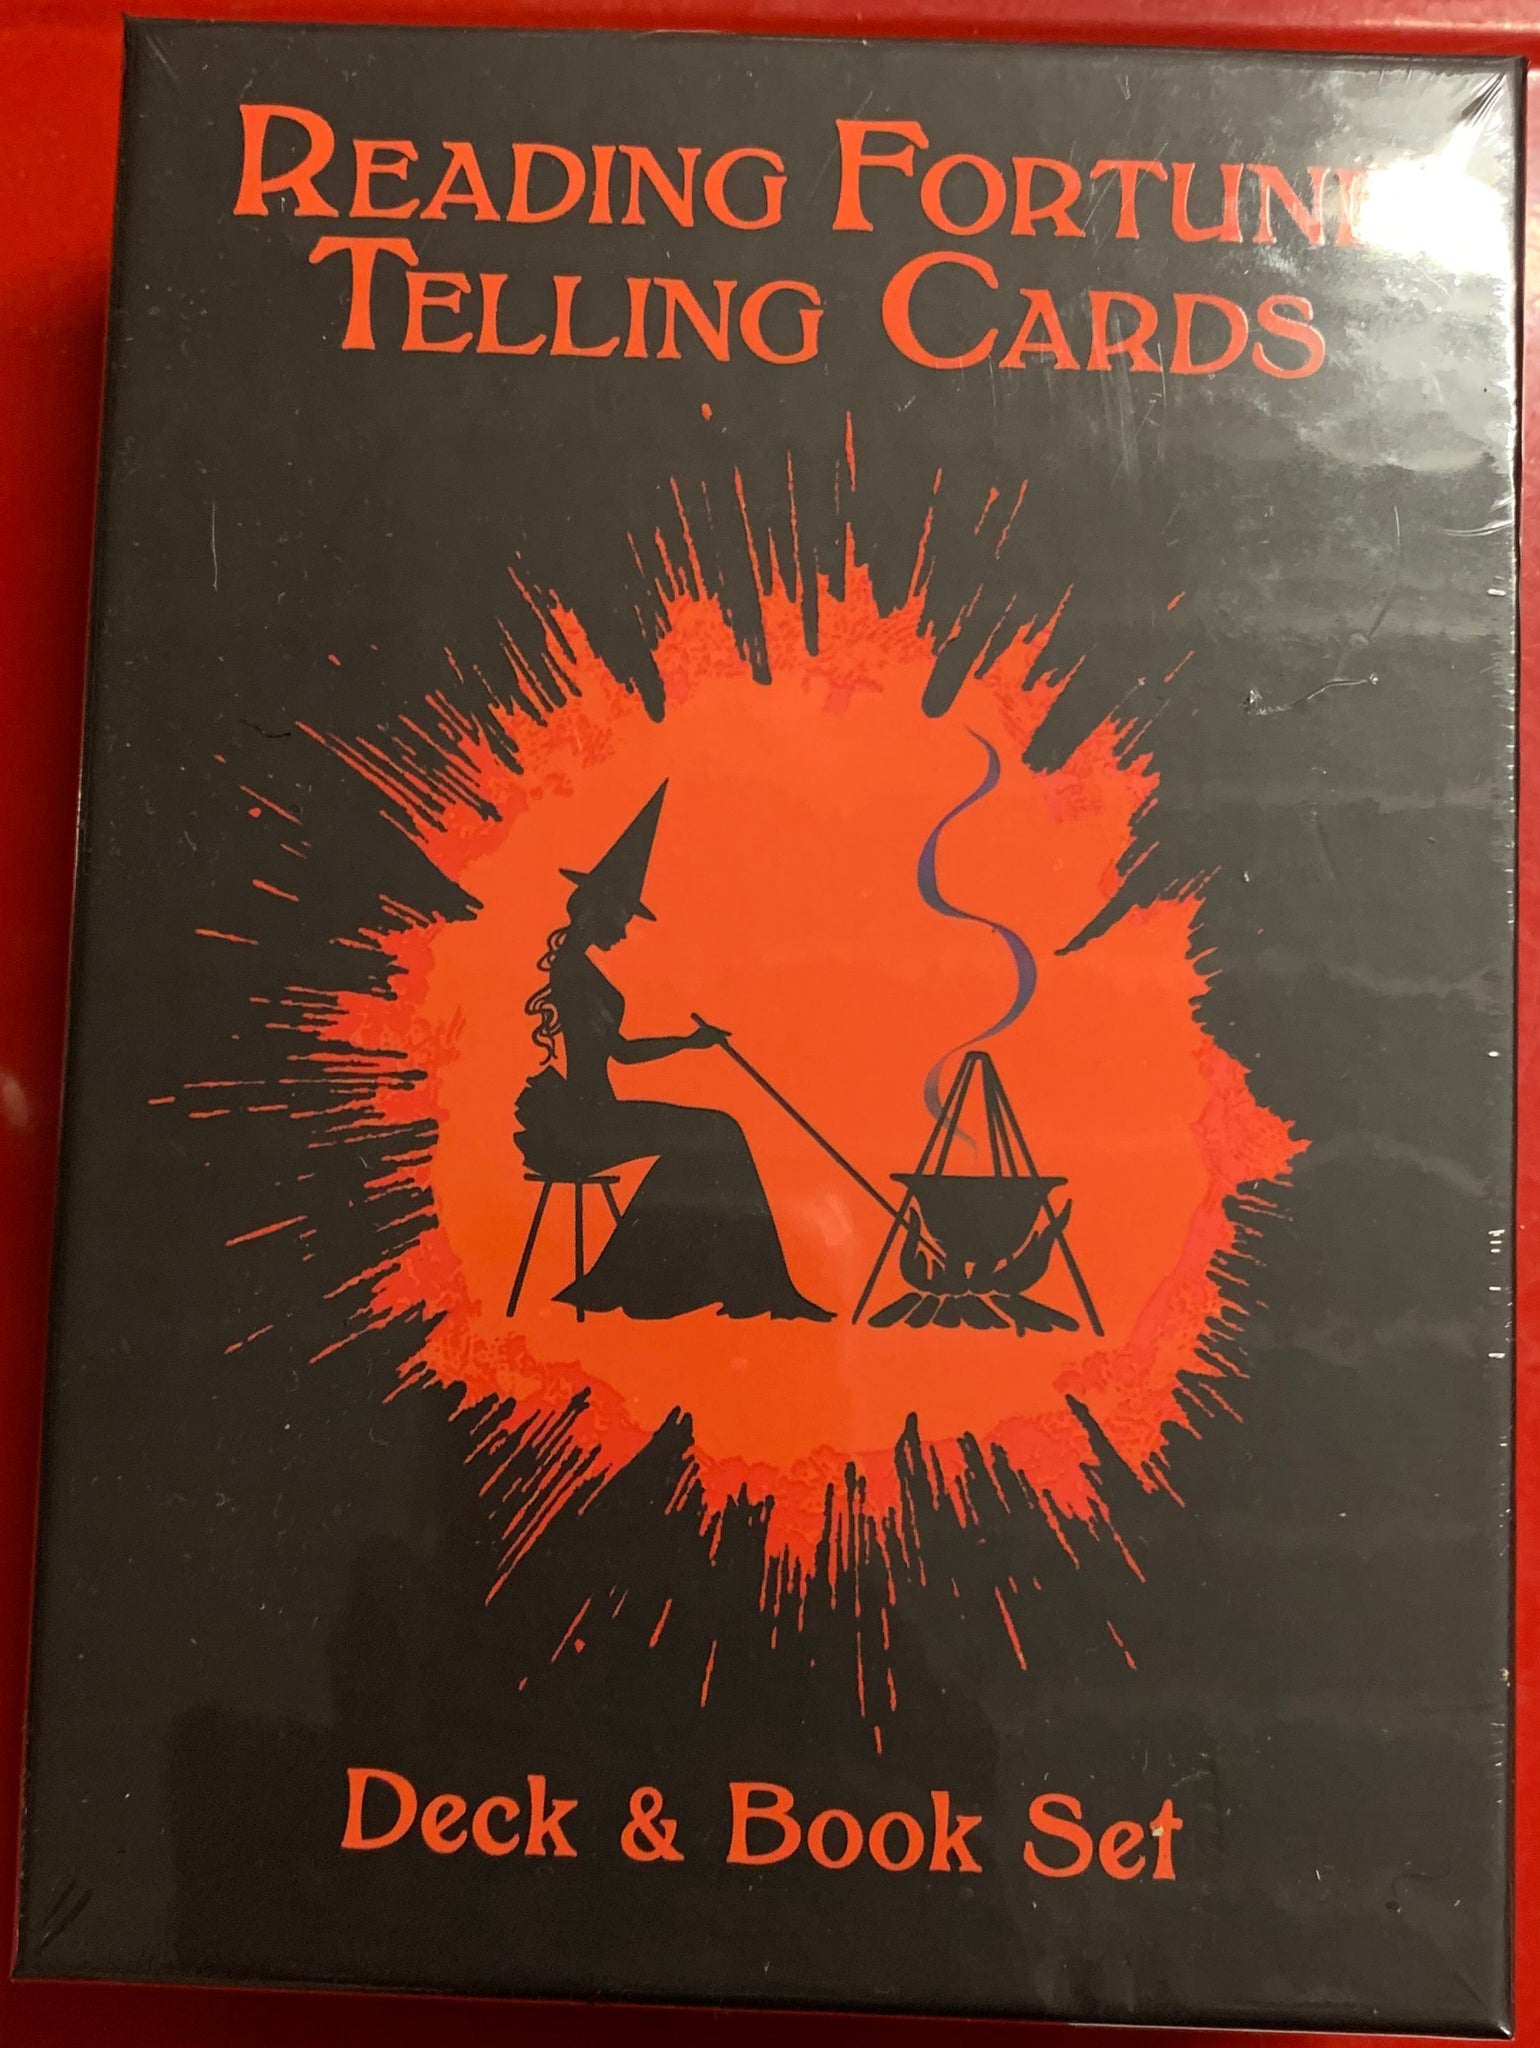 READING FORTUNE
TELLING CARDS
Deck & Book Set